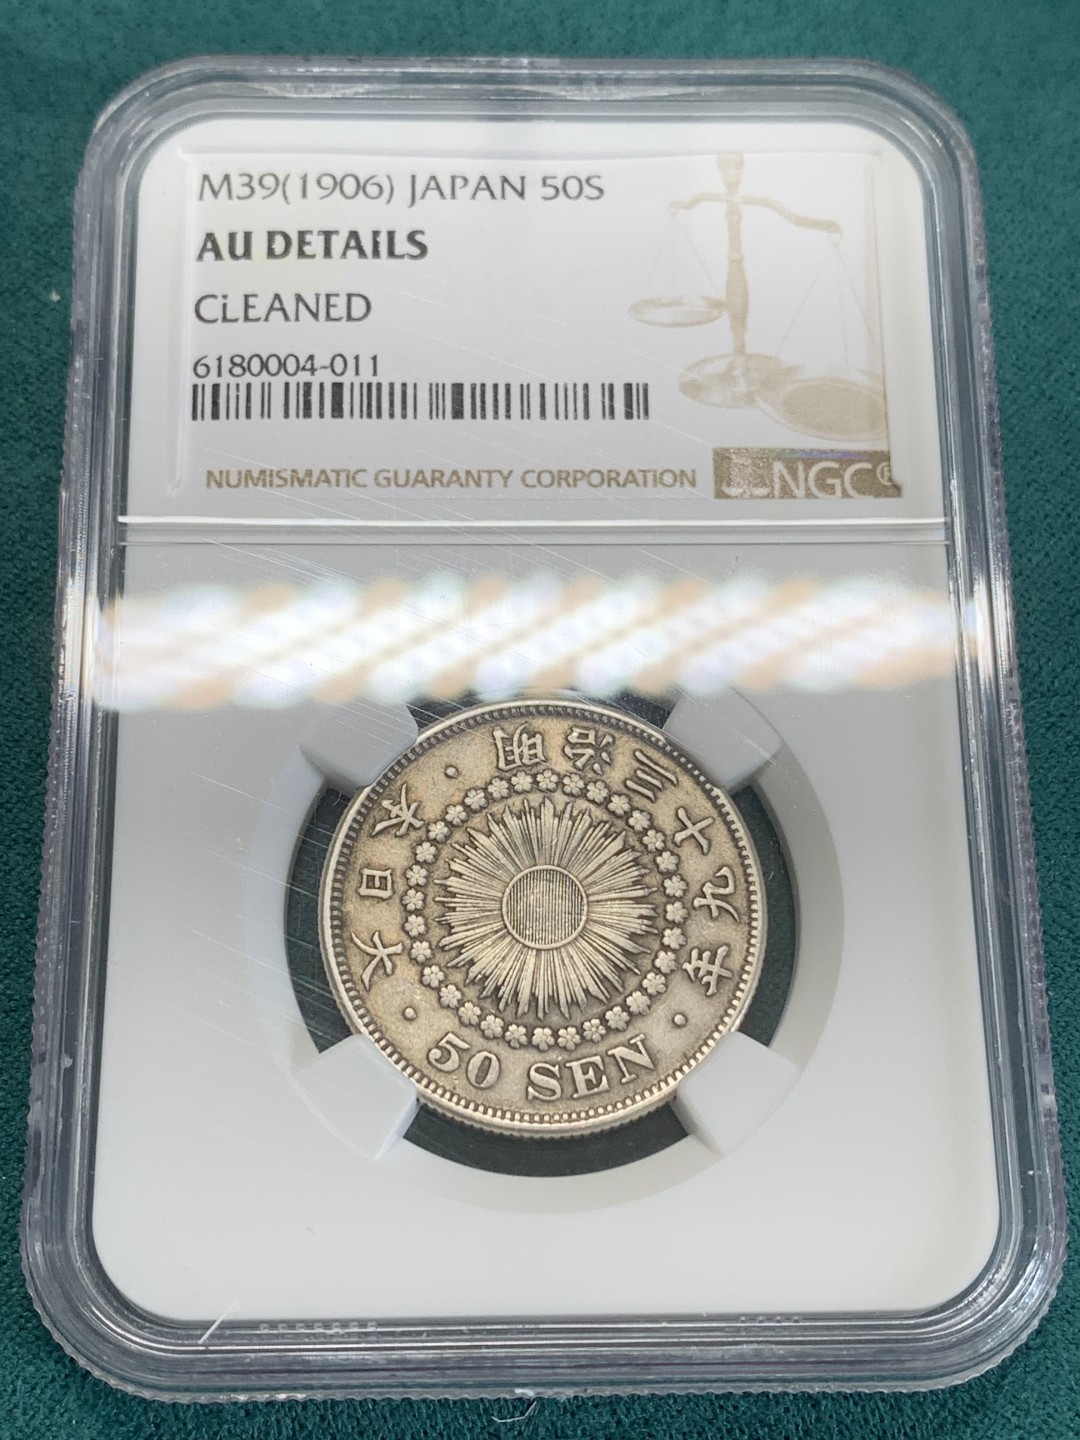 M39(1906) JAPAN 50S
AU DETAILS
CLEANED
6180004-011
NUMISMATIC GUARANTY CORPORATION NGC®
明治三十九年
大日本
50 SEN